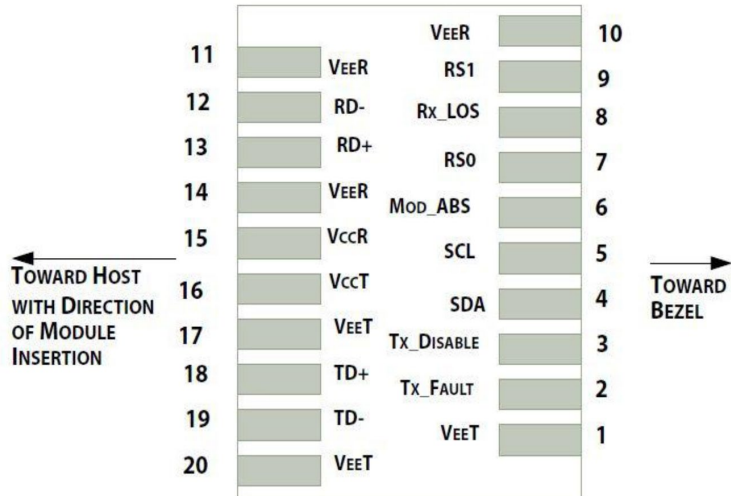 VEER 10
11 VEER
RS1 9
12 RD-
RX_LOS 8
13 RD+
RS0 7
14 VEER
MOD_ABS 6
15 VCCR
SCL 5
TOWARD HOST
WITH DIRECTION
OF MODULE
INSERTION
TOWARD
BEZEL
16 VCCT
SDA 4
17 VEET
TX_DISABLE 3
18 TD+
TX_FAULT 2
19 TD-
VEET 1
20 VEET